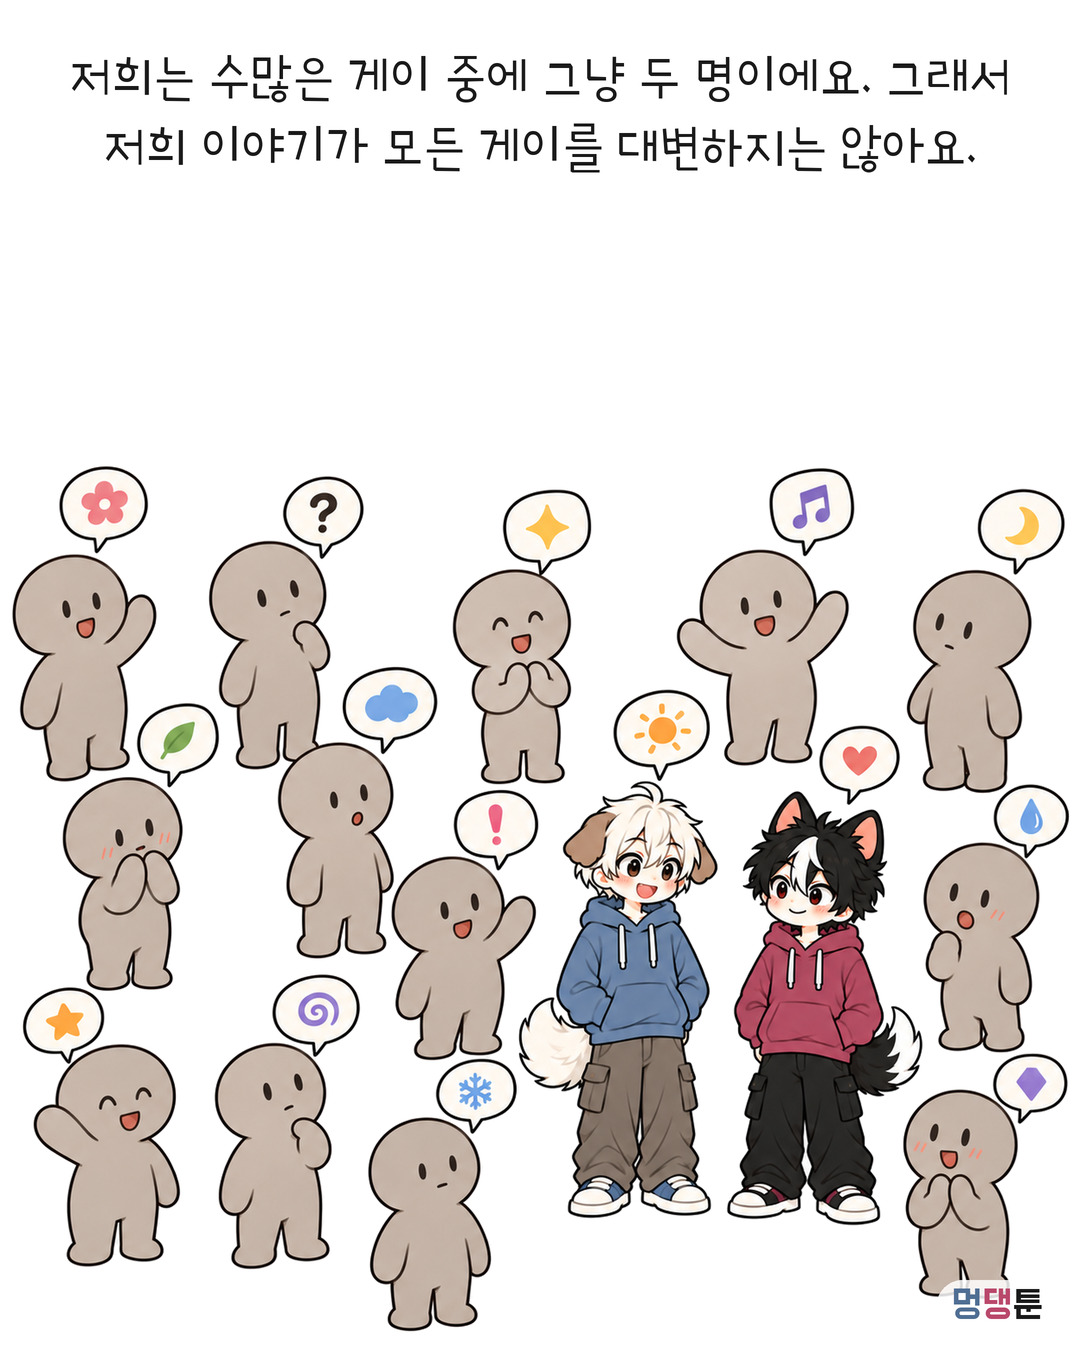 저희는 수많은 게이 중에 그냥 두 명이에요. 그래서
저희 이야기가 모든 게이를 대변하지는 않아요.
?
!
멍댕툰